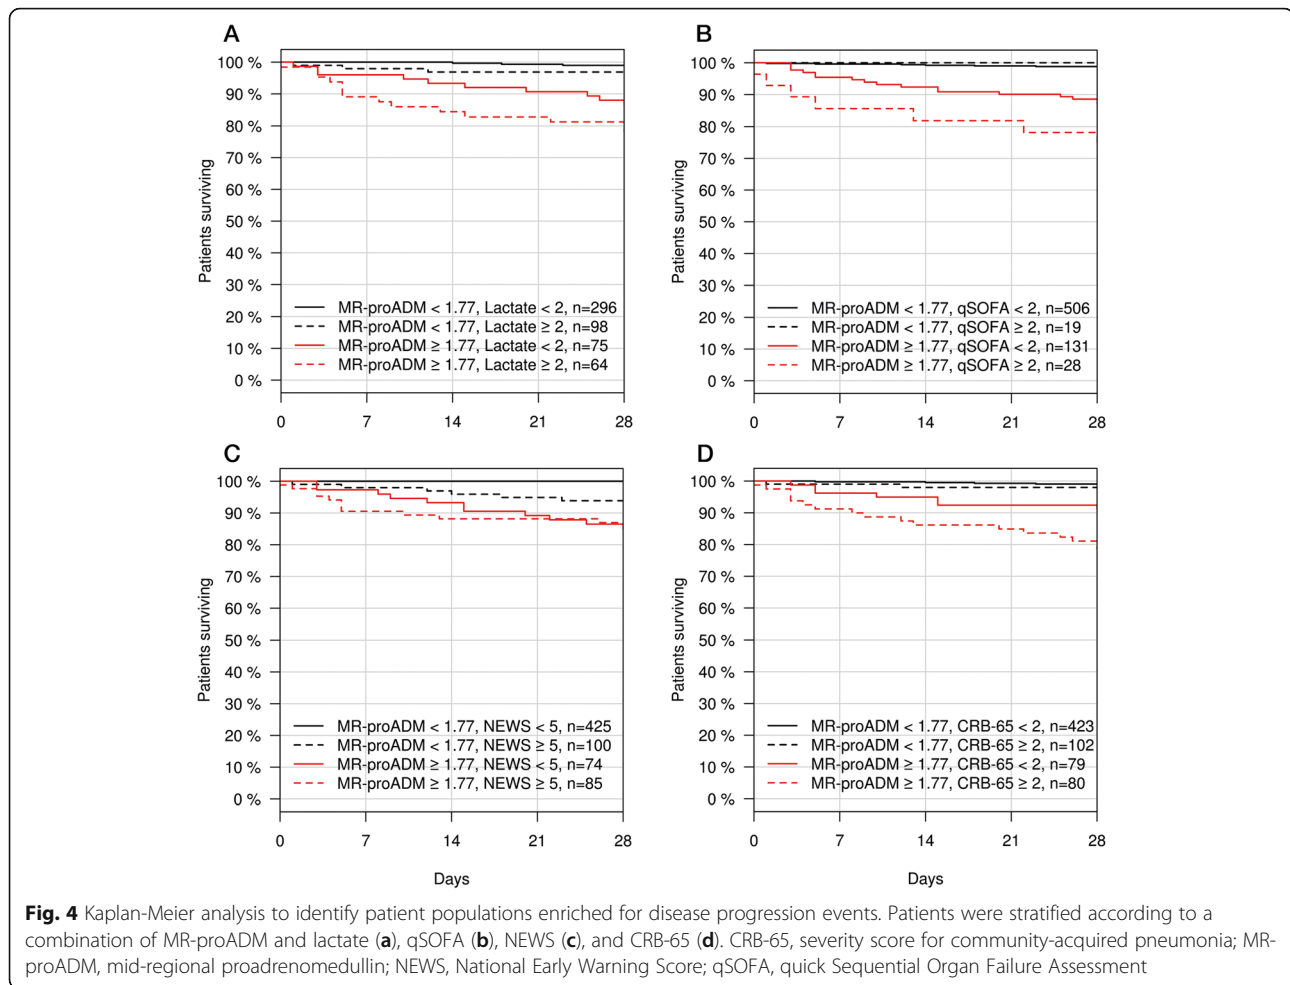 A
100 %
90 %
80 %
70 %
60 %
50 %
40 %
30 %
20 %
10 %
0 %
Patients surviving
MR-proADM < 1.77, Lactate < 2, n=296
MR-proADM < 1.77, Lactate ≥ 2, n=98
MR-proADM ≥ 1.77, Lactate < 2, n=75
MR-proADM ≥ 1.77, Lactate ≥ 2, n=64
0 7 14 21 28
B
100 %
90 %
80 %
70 %
60 %
50 %
40 %
30 %
20 %
10 %
0 %
Patients surviving
MR-proADM < 1.77, qSOFA < 2, n=506
MR-proADM < 1.77, qSOFA ≥ 2, n=19
MR-proADM ≥ 1.77, qSOFA < 2, n=131
MR-proADM ≥ 1.77, qSOFA ≥ 2, n=28
0 7 14 21 28
C
100 %
90 %
80 %
70 %
60 %
50 %
40 %
30 %
20 %
10 %
0 %
Patients surviving
MR-proADM < 1.77, NEWS < 5, n=425
MR-proADM < 1.77, NEWS ≥ 5, n=100
MR-proADM ≥ 1.77, NEWS < 5, n=74
MR-proADM ≥ 1.77, NEWS ≥ 5, n=85
0 7 14 21 28
Days
D
100 %
90 %
80 %
70 %
60 %
50 %
40 %
30 %
20 %
10 %
0 %
Patients surviving
MR-proADM < 1.77, CRB-65 < 2, n=423
MR-proADM < 1.77, CRB-65 ≥ 2, n=102
MR-proADM ≥ 1.77, CRB-65 < 2, n=79
MR-proADM ≥ 1.77, CRB-65 ≥ 2, n=80
0 7 14 21 28
Days
Fig. 4 Kaplan-Meier analysis to identify patient populations enriched for disease progression events. Patients were stratified according to a
combination of MR-proADM and lactate (a), qSOFA (b), NEWS (c), and CRB-65 (d). CRB-65, severity score for community-acquired pneumonia; MR-
proADM, mid-regional proadrenomedullin; NEWS, National Early Warning Score; qSOFA, quick Sequential Organ Failure Assessment